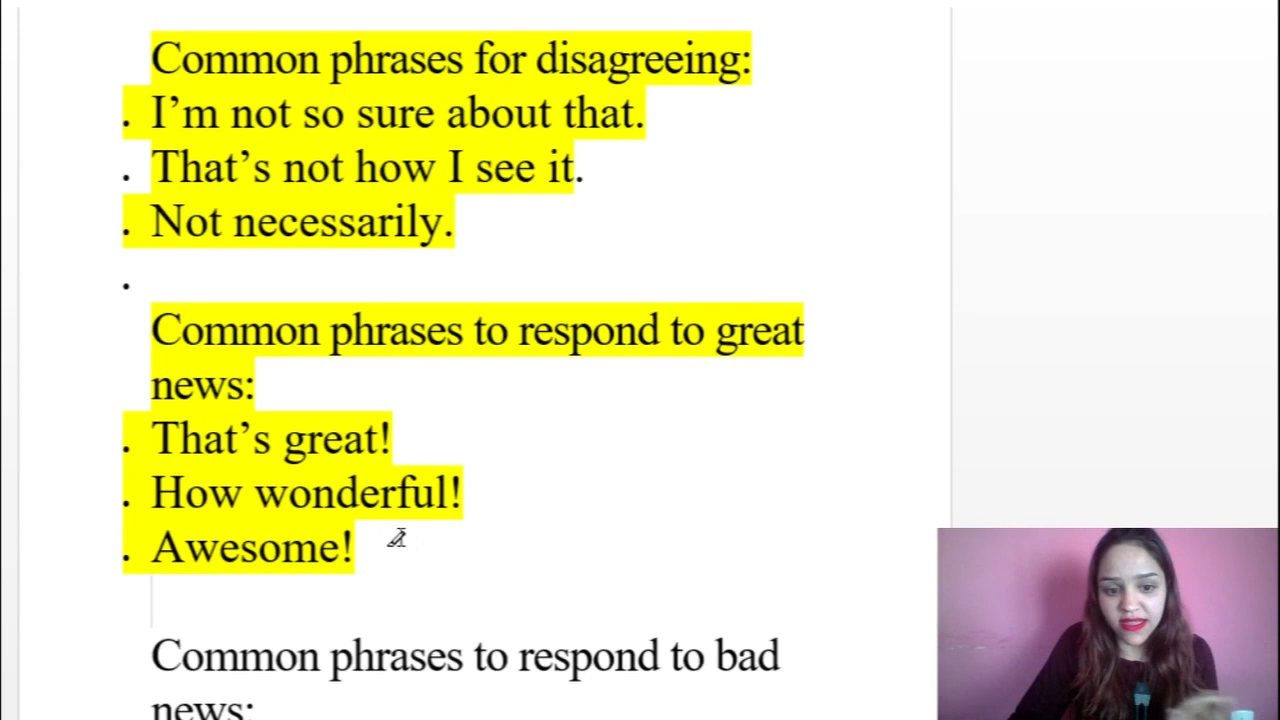 Common phrases for disagreeing:
. I’m not so sure about that.
. That’s not how I see it.
. Not necessarily.
.
Common phrases to respond to great
news:
. That’s great!
. How wonderful!
. Awesome!
Common phrases to respond to bad
news: